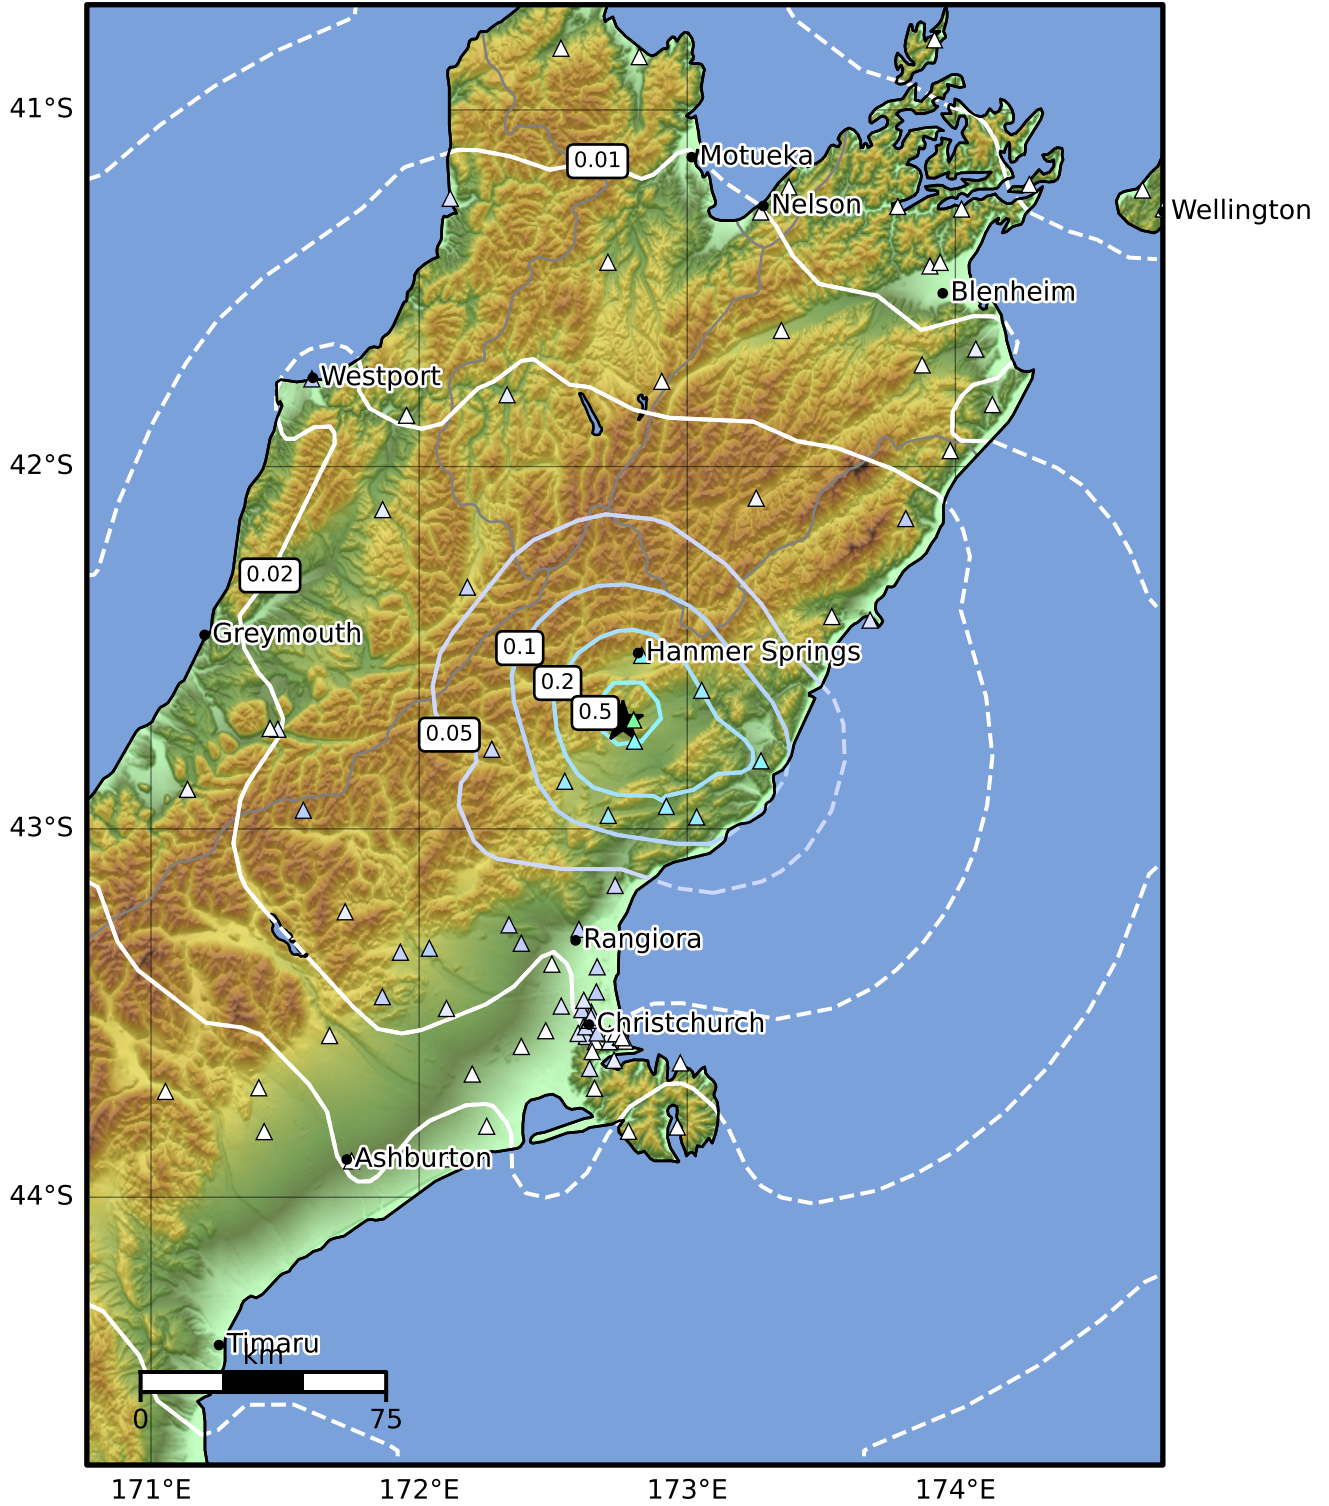 41°S
Motueka
0.01
Nelson
Wellington
Blenheim
Westport
42°S
0.02
Greymouth
0.1
Hanmer Springs
0.2
0.5
0.05
43°S
Rangiora
Christchurch
Ashburton
44°S
Timaru
km
0 75
171°E 172°E 173°E 174°E